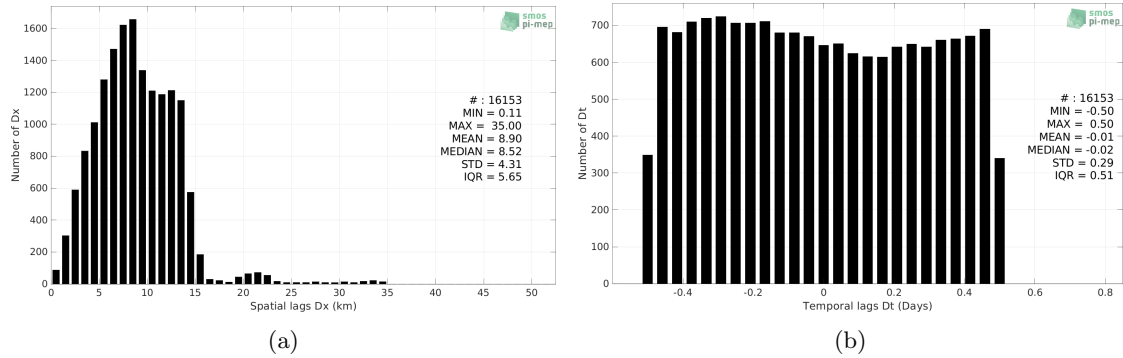 smos
pi-mep
1600
1400
1200
1000
800
600
400
200
0
Number of Dx
# : 16153
MIN = 0.11
MAX = 35.00
MEAN = 8.90
MEDIAN = 8.52
STD = 4.31
IQR = 5.65
0 5 10 15 20 25 30 35 40 45 50
Spatial lags Dx (km)
(a)
smos
pi-mep
700
600
500
400
300
200
100
0
Number of Dt
# : 16153
MIN = -0.50
MAX = 0.50
MEAN = -0.01
MEDIAN = -0.02
STD = 0.29
IQR = 0.51
-0.4 -0.2 0 0.2 0.4 0.6 0.8
Temporal lags Dt (Days)
(b)